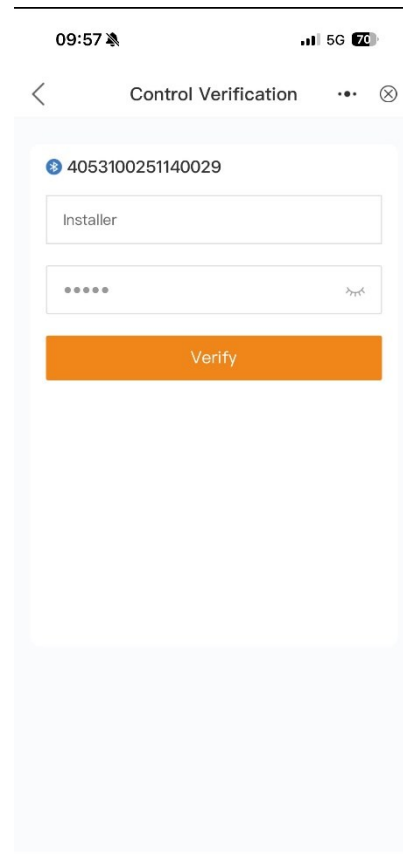 09:57 5G 70
Control Verification
4053100251140029
Installer
Verify